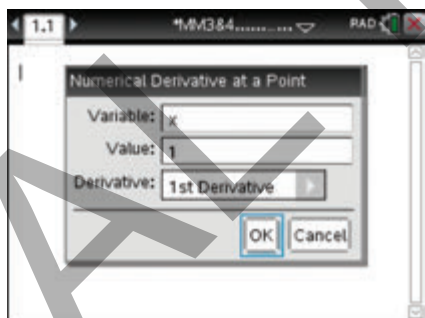 1.1 *MM3&4....... ... RAD
Numerical Derivative at a Point
Variable: x
Value: 1
Derivative: 1st Derivative
OK Cancel